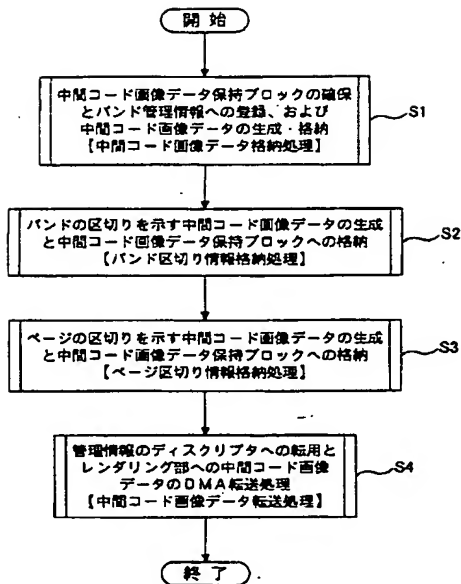 開始
中間コード画像データ保持ブロックの確保
とバンド管理情報への登録、および
中間コード画像データの生成・格納
【中間コード画像データ格納処理】
S1
バンドの区切りを示す中間コード画像データの生成
と中間コード画像データ保持ブロックへの格納
【バンド区切り情報格納処理】
S2
ページの区切りを示す中間コード画像データの生成
と中間コード画像データ保持ブロックへの格納
【ページ区切り情報格納処理】
S3
管理情報のディスクリプタへの転用と
レンダリング部への中間コード画像
データのDMA転送処理
【中間コード画像データ転送処理】
S4
終了